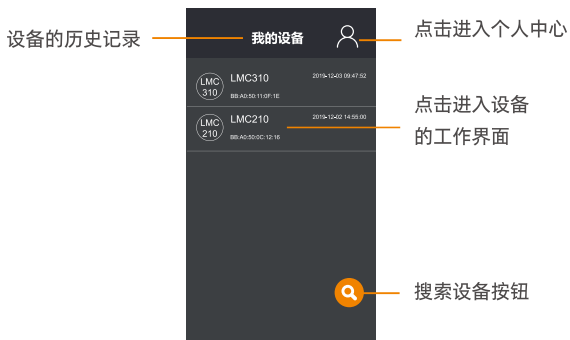 设备的历史记录
我的设备
点击进入个人中心
LMC
310
LMC310
2019-12-03 09:47:52
BB:A0:50:11:0F:1E
LMC
210
LMC210
2019-12-02 14:55:00
BB:A0:50:0C:12:16
点击进入设备
的工作界面
搜索设备按钮